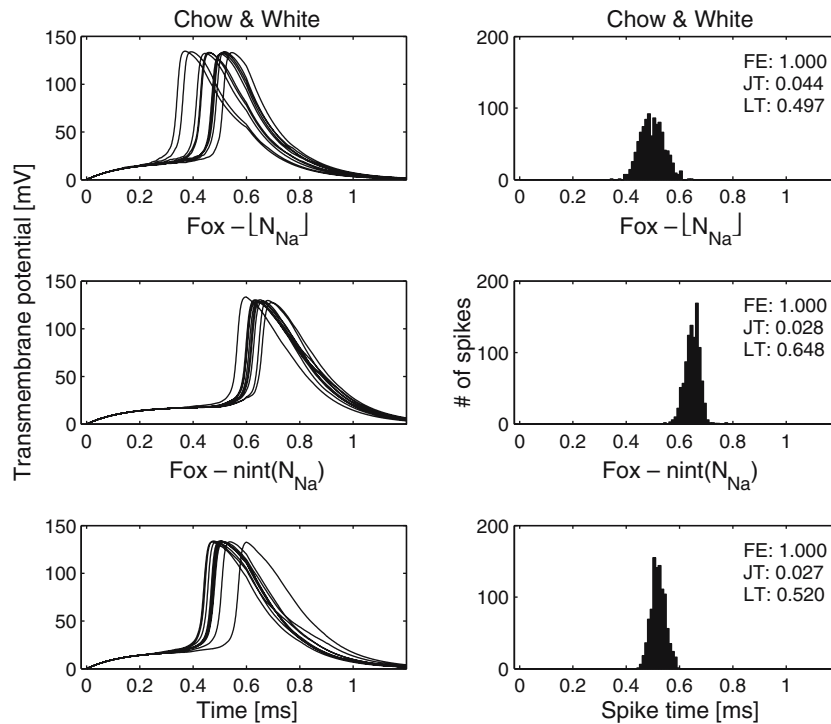 Chow & White
Chow & White
Transmembrane potential [mV]
150
100
50
0
0 0.2 0.4 0.6 0.8 1
# of spikes
200
100
0
0 0.2 0.4 0.6 0.8 1
FE: 1.000
JT: 0.044
LT: 0.497
Fox – ⌊N_Na⌋
Fox – ⌊N_Na⌋
150
100
50
0
0 0.2 0.4 0.6 0.8 1
200
100
0
0 0.2 0.4 0.6 0.8 1
FE: 1.000
JT: 0.028
LT: 0.648
Fox – nint(N_Na)
Fox – nint(N_Na)
150
100
50
0
0 0.2 0.4 0.6 0.8 1
Time [ms]
200
100
0
0 0.2 0.4 0.6 0.8 1
FE: 1.000
JT: 0.027
LT: 0.520
Spike time [ms]